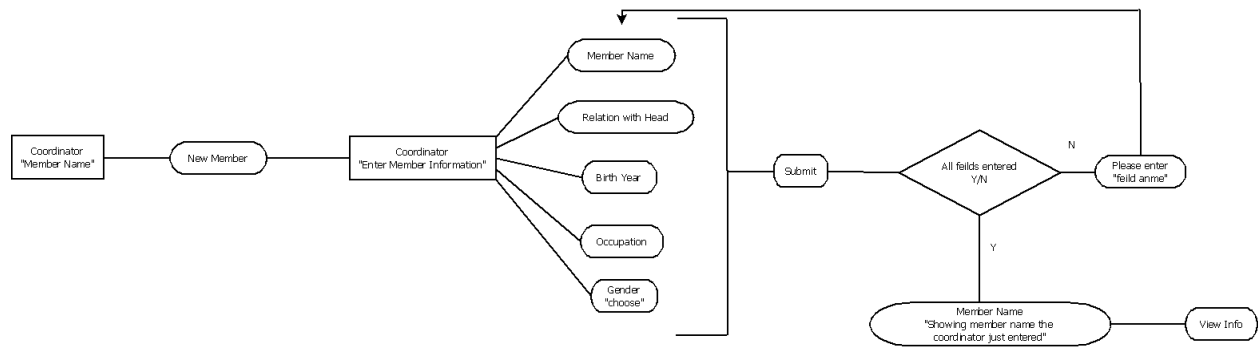 Coordinator
"Member Name"
New Member
Coordinator
"Enter Member Information"
Member Name
Relation with Head
Birth Year
Occupation
Gender
"choose"
Submit
All feilds entered
Y/N
N
Please enter
"feild anme"
Y
Member Name
"Showing member name the
coordinator just entered"
View Info